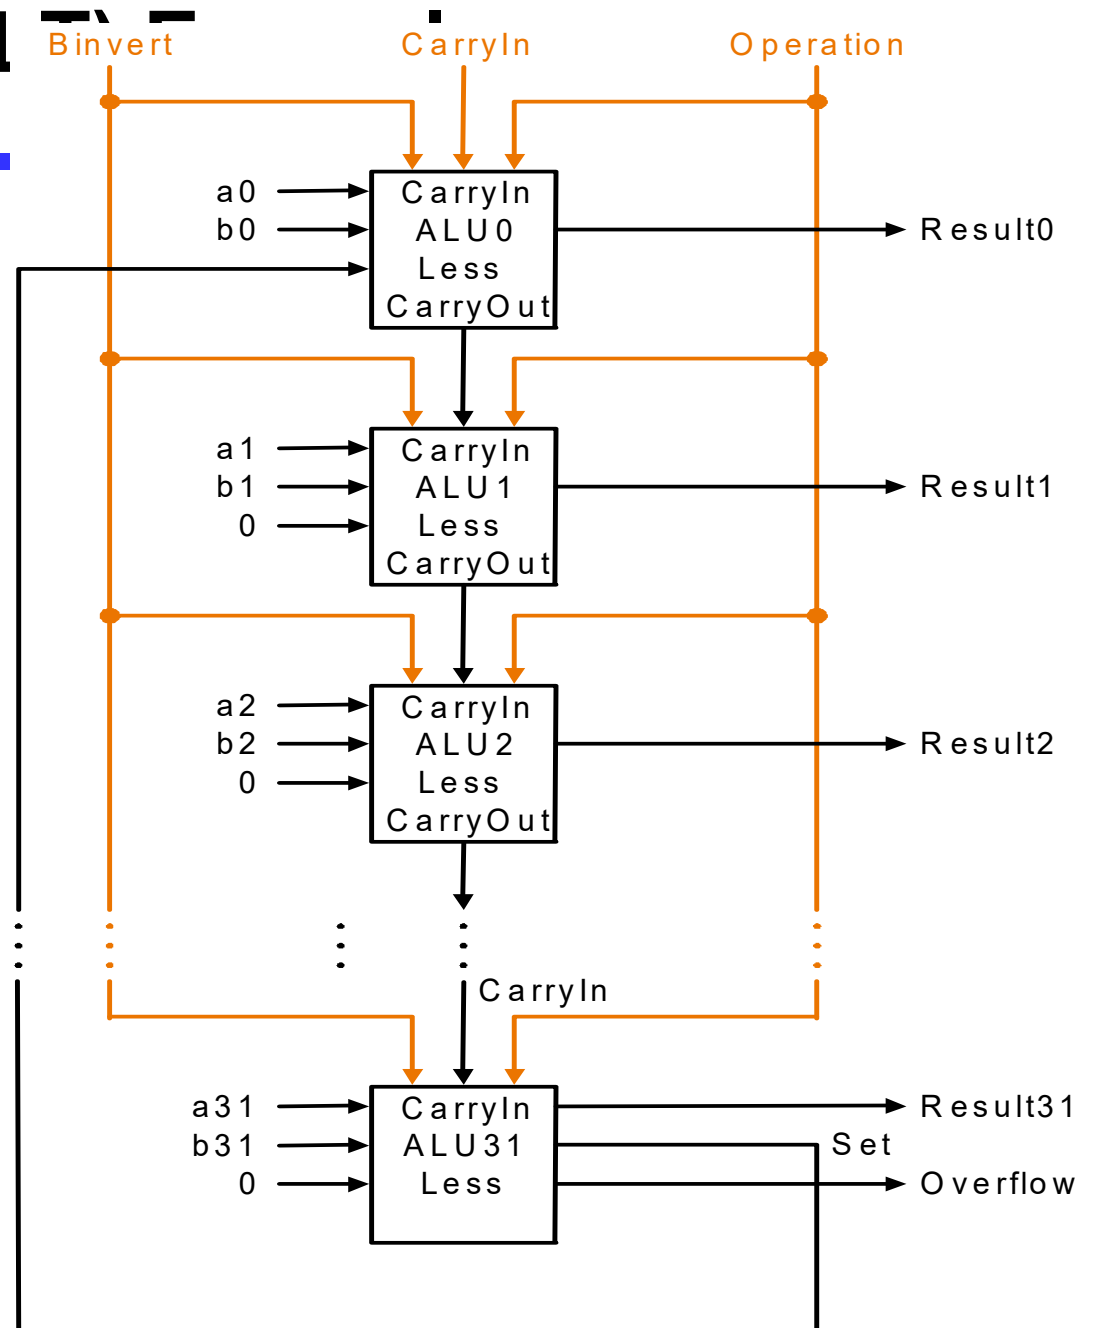 Binvert CarryIn Operation
a0 CarryIn
b0 ALU0 Result0
Less
CarryOut
a1 CarryIn
b1 ALU1 Result1
0 Less
CarryOut
a2 CarryIn
b2 ALU2 Result2
0 Less
CarryOut
CarryIn
a31 CarryIn Result31
b31 ALU31 Set
0 Less Overflow